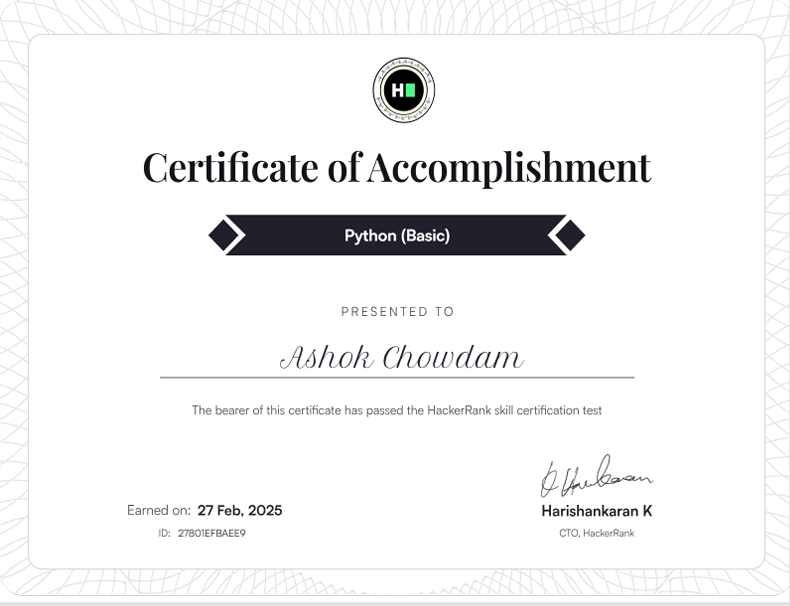 H
Certificate of Accomplishment
Python (Basic)
PRESENTED TO
Ashok Chowdam
The bearer of this certificate has passed the HackerRank skill certification test
Earned on: 27 Feb, 2025
ID: 27801EFBAEE9
Harishankaran K
CTO, HackerRank